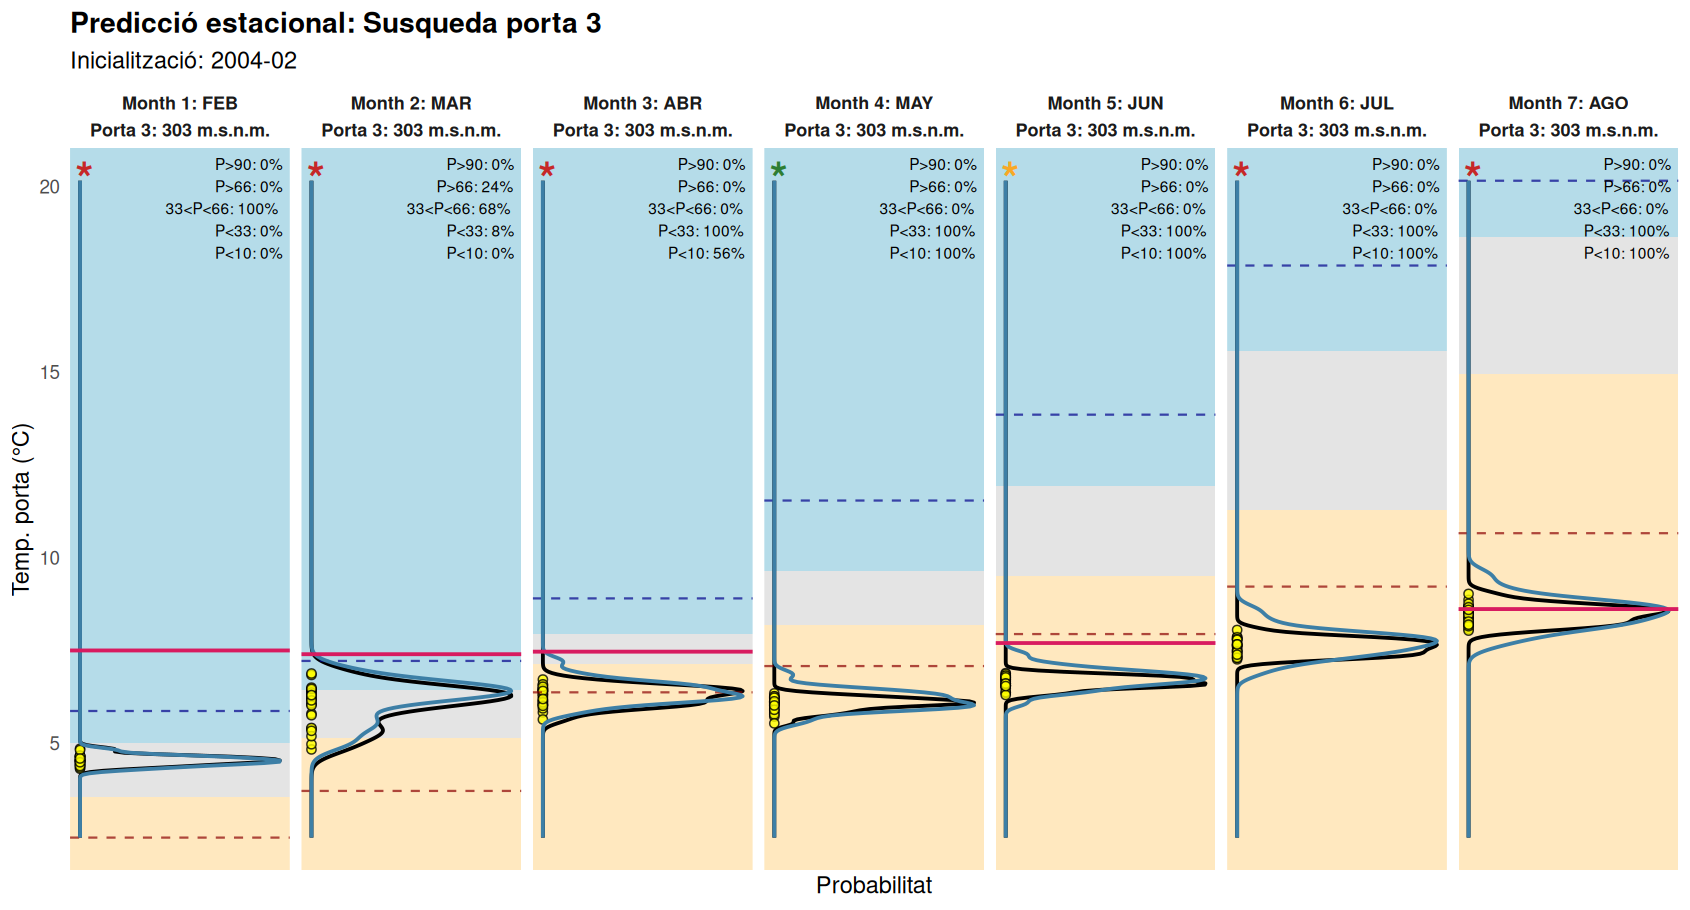 Predicció estacional: Susqueda porta 3
Inicialització: 2004-02
Month 1: FEB
Porta 3: 303 m.s.n.m.
Month 2: MAR
Porta 3: 303 m.s.n.m.
Month 3: ABR
Porta 3: 303 m.s.n.m.
Month 4: MAY
Porta 3: 303 m.s.n.m.
Month 5: JUN
Porta 3: 303 m.s.n.m.
Month 6: JUL
Porta 3: 303 m.s.n.m.
Month 7: AGO
Porta 3: 303 m.s.n.m.
Temp. porta (°C)
20
15
10
5
*
P>90: 0%
P>66: 0%
33<P<66: 100%
P<33: 0%
P<10: 0%
*
P>90: 0%
P>66: 24%
33<P<66: 68%
P<33: 8%
P<10: 0%
*
P>90: 0%
P>66: 0%
33<P<66: 0%
P<33: 100%
P<10: 56%
*
P>90: 0%
P>66: 0%
33<P<66: 0%
P<33: 100%
P<10: 100%
*
P>90: 0%
P>66: 0%
33<P<66: 0%
P<33: 100%
P<10: 100%
*
P>90: 0%
P>66: 0%
33<P<66: 0%
P<33: 100%
P<10: 100%
*
P>90: 0%
P>66: 0%
33<P<66: 0%
P<33: 100%
P<10: 100%
Probabilitat